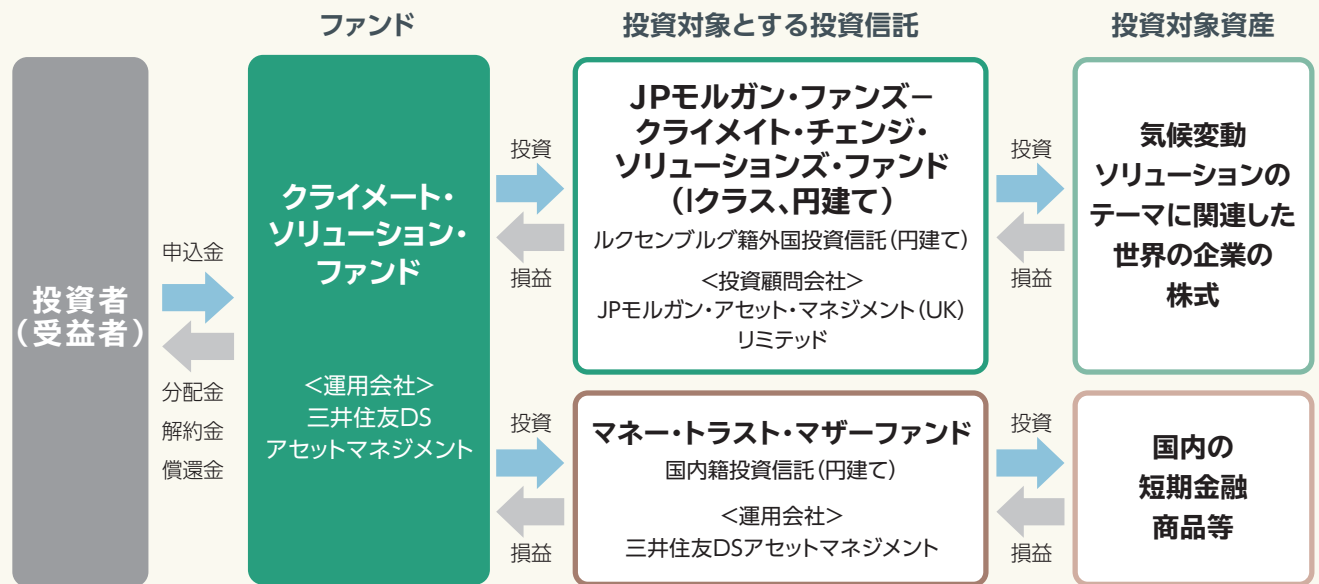 ファンド
投資対象とする投資信託
投資対象資産
投資者
(受益者)
申込金
分配金
解約金
償還金
クライメート・
ソリューション・
ファンド
<運用会社>
三井住友DS
アセットマネジメント
投資
損益
JPモルガン・ファンズー
クライメイト・チェンジ・
ソリューションズ・ファンド
(Iクラス、円建て)
ルクセンブルグ籍外国投資信託(円建て)
<投資顧問会社>
JPモルガン・アセット・マネジメント(UK)
リミテッド
投資
損益
気候変動
ソリューションの
テーマに関連した
世界の企業の
株式
投資
損益
マネー・トラスト・マザーファンド
国内籍投資信託(円建て)
<運用会社>
三井住友DSアセットマネジメント
投資
損益
国内の
短期金融
商品等